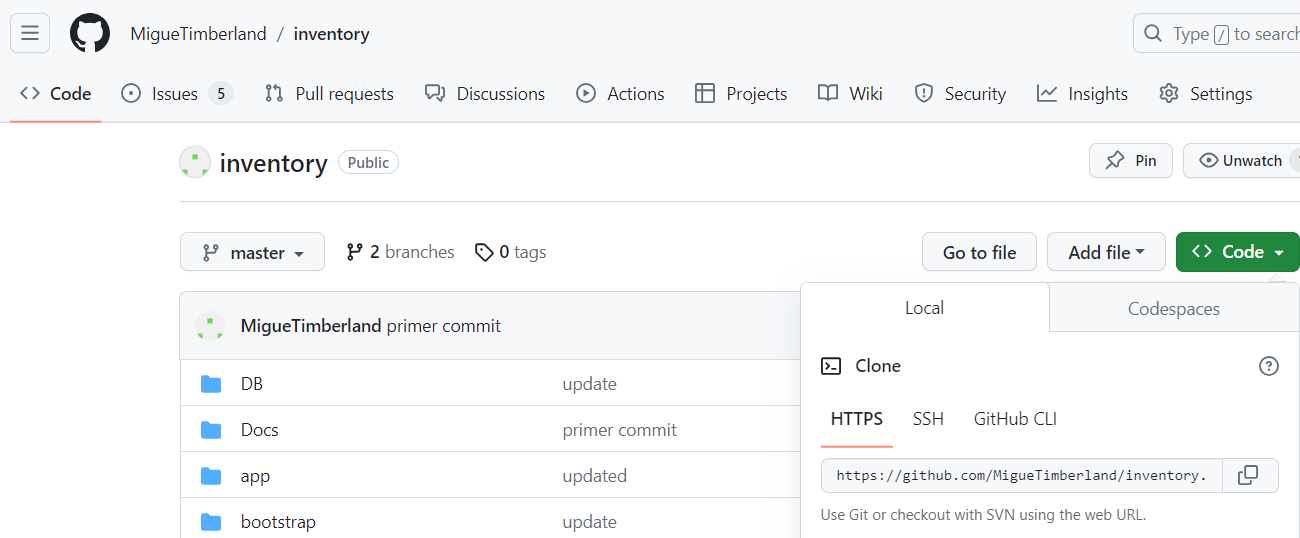 MigueTimberland / inventory
Type / to search
Code Issues 5 Pull requests Discussions Actions Projects Wiki Security Insights Settings
inventory Public
Pin Unwatch
master 2 branches 0 tags
Go to file Add file Code
MigueTimberland primer commit
DB update
Docs primer commit
app updated
bootstrap update
Local Codespaces
Clone
HTTPS SSH GitHub CLI
https://github.com/MigueTimberland/inventory.
Use Git or checkout with SVN using the web URL.